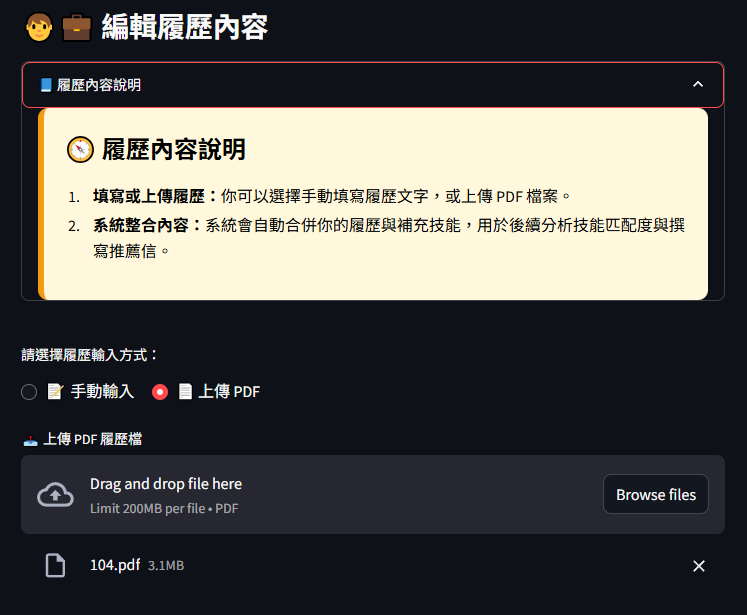 編輯履歷內容
履歷內容說明
履歷內容說明
1. 填寫或上傳履歷：你可以選擇手動填寫履歷文字，或上傳 PDF 檔案。
2. 系統整合內容：系統會自動合併你的履歷與補充技能，用於後續分析技能匹配度與撰
寫推薦信。
請選擇履歷輸入方式：
手動輸入 上傳 PDF
上傳 PDF 履歷檔
Drag and drop file here
Limit 200MB per file • PDF
Browse files
104.pdf 3.1MB